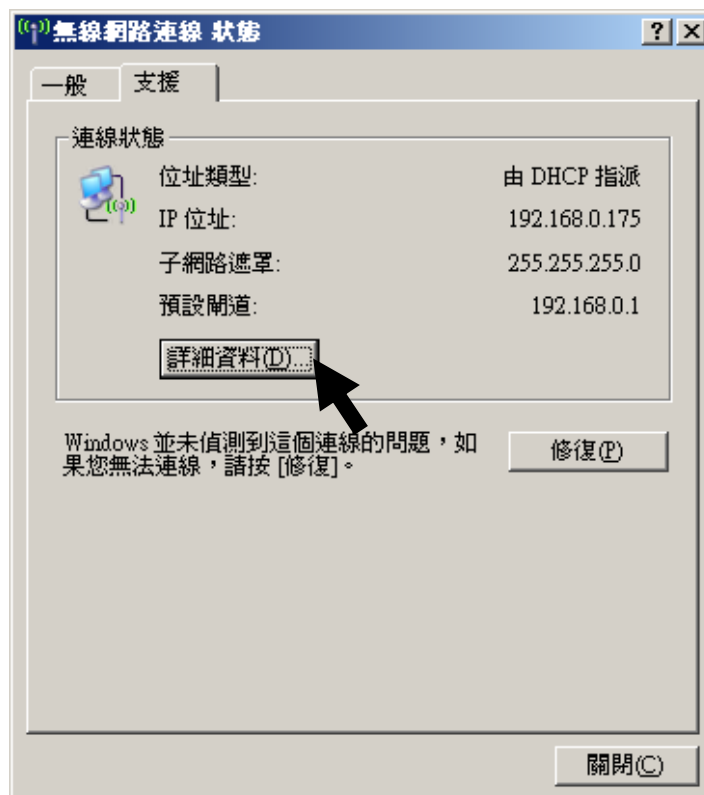 無線網路連線 狀態
一般
支援
連線狀態
位址類型: 由 DHCP 指派
IP 位址: 192.168.0.175
子網路遮罩: 255.255.255.0
預設閘道: 192.168.0.1
詳細資料(D)...
Windows 並未偵測到這個連線的問題，如
果您無法連線，請按 [修復]。
修復(P)
關閉(C)